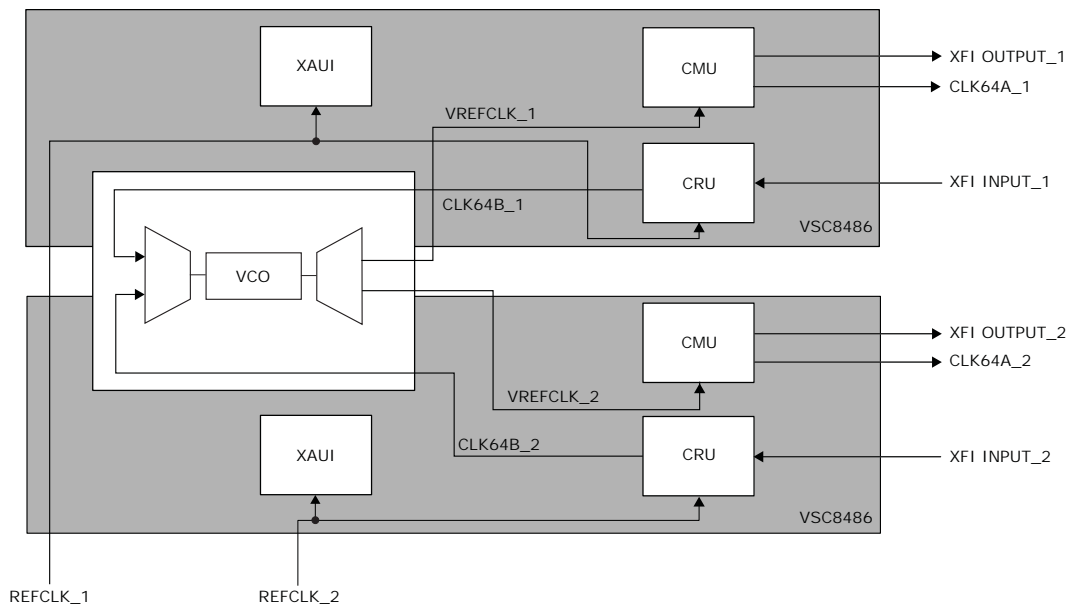 XAUI
CMU
XFI OUTPUT_1
CLK64A_1
VREFCLK_1
CRU
XFI INPUT_1
CLK64B_1
VSC8486
VCO
CMU
XFI OUTPUT_2
CLK64A_2
VREFCLK_2
XAUI
CLK64B_2
CRU
XFI INPUT_2
VSC8486
REFCLK_1
REFCLK_2